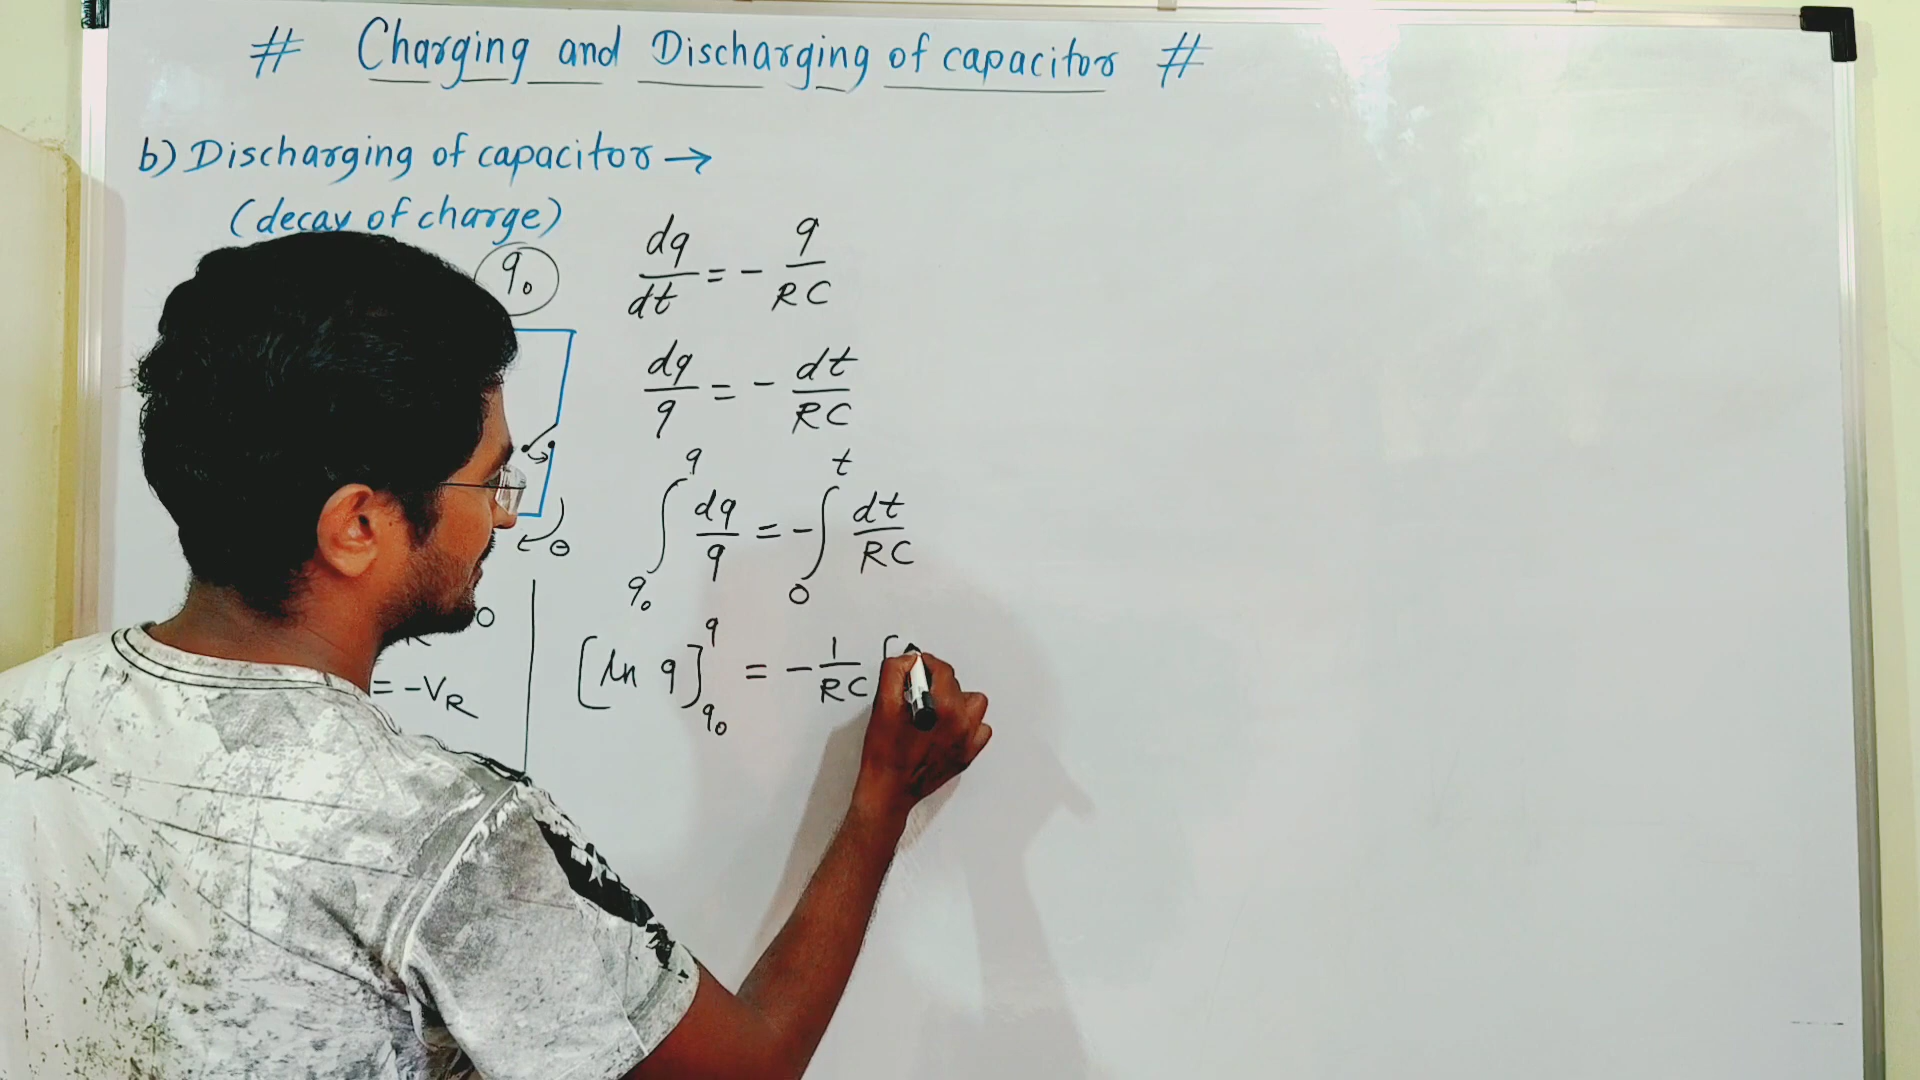 # Charging and Discharging of capacitor #
b) Discharging of capacitor →
(decay of charge)
q₀
dq/dt = - q/RC
dq/q = - dt/RC
∫_{q₀}^{q} dq/q = -∫_{0}^{t} dt/RC
0
= -V_R
[ln q]_{q₀}^{q} = -1/RC [